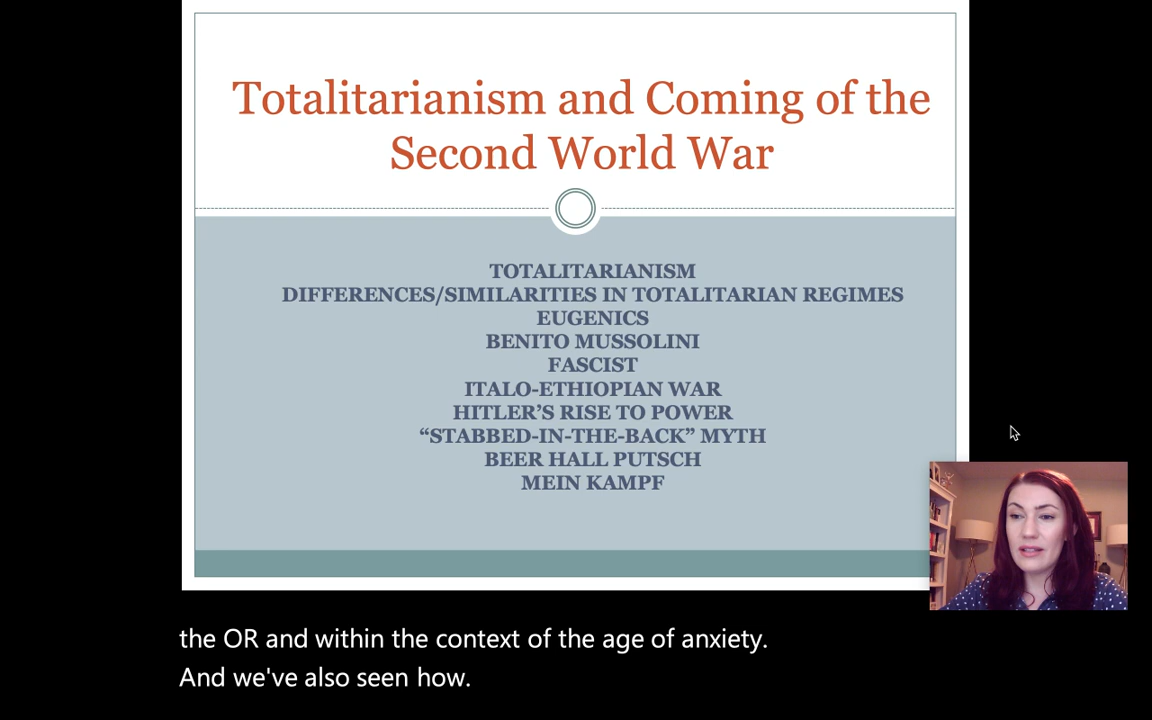 Totalitarianism and Coming of the
Second World War
TOTALITARIANISM
DIFFERENCES/SIMILARITIES IN TOTALITARIAN REGIMES
EUGENICS
BENITO MUSSOLINI
FASCIST
ITALO-ETHIOPIAN WAR
HITLER'S RISE TO POWER
“STABBED-IN-THE-BACK” MYTH
BEER HALL PUTSCH
MEIN KAMPF
the OR and within the context of the age of anxiety.
And we've also seen how.